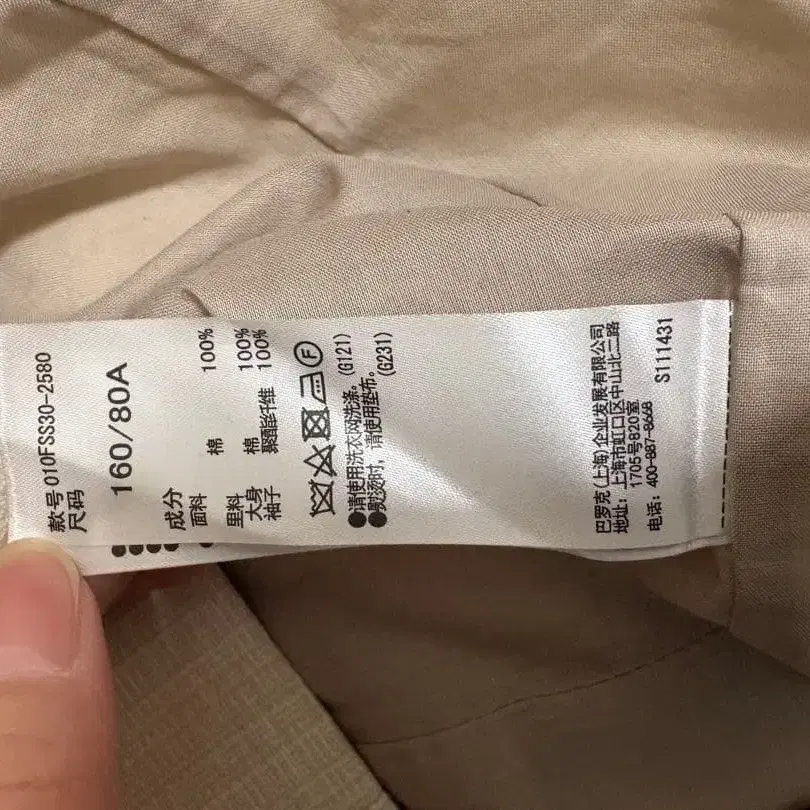 款号 010FSS30-2580
尺码
160/80A
成分
面料 棉 100%
里料
大身 棉 100%
袖子 聚酯纤维 100%
F
●请使用洗衣网洗涤。(G121)
●熨烫时，请使用垫布。(G231)
巴罗克(上海)企业发展有限公司
地址：上海市虹口区中山北二路
1705号820室
电话：400-887-8668
S111431